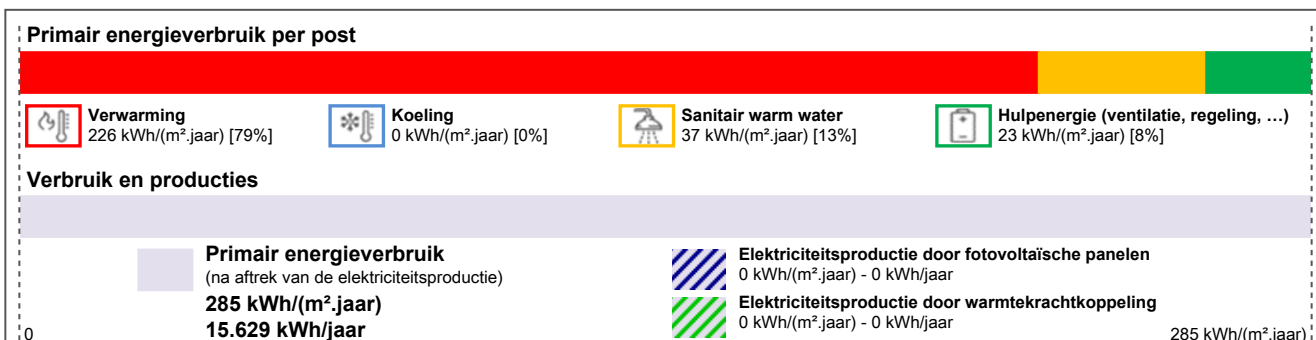 Primair energieverbruik per post
Verwarming
226 kWh/(m².jaar) [79%]
Koeling
0 kWh/(m².jaar) [0%]
Sanitair warm water
37 kWh/(m².jaar) [13%]
Hulpenergie (ventilatie, regeling, …)
23 kWh/(m².jaar) [8%]
Verbruik en producties
Primair energieverbruik
(na aftrek van de elektriciteitsproductie)
285 kWh/(m².jaar)
15.629 kWh/jaar
Elektriciteitsproductie door fotovoltaïsche panelen
0 kWh/(m².jaar) - 0 kWh/jaar
Elektriciteitsproductie door warmtekrachtkoppeling
0 kWh/(m².jaar) - 0 kWh/jaar
0
285 kWh/(m².jaar)